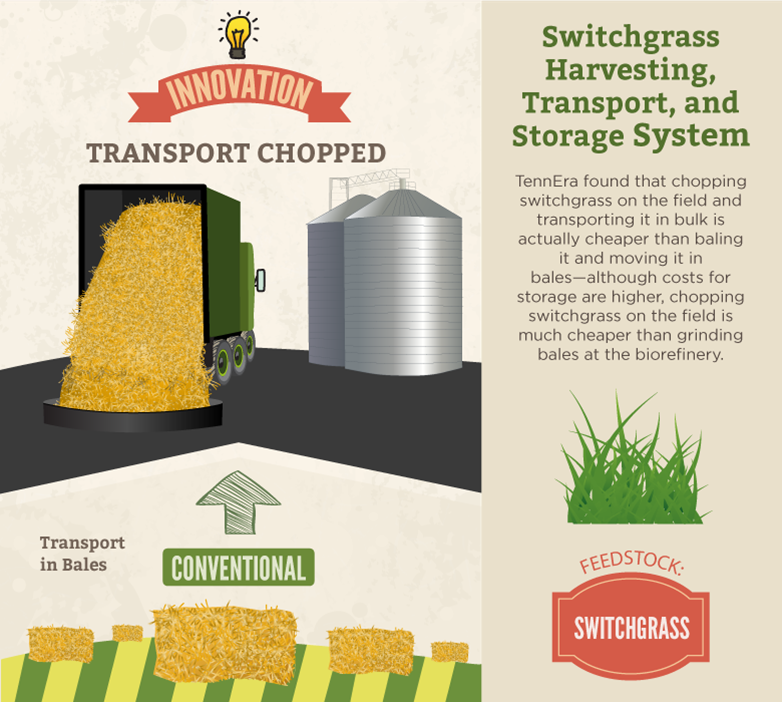 INNOVATION
TRANSPORT CHOPPED
Transport
in Bales
CONVENTIONAL
Switchgrass
Harvesting,
Transport, and
Storage System
TennEra found that chopping
switchgrass on the field and
transporting it in bulk is
actually cheaper than baling
it and moving it in
bales—although costs for
storage are higher, chopping
switchgrass on the field is
much cheaper than grinding
bales at the biorefinery.
FEEDSTOCK:
SWITCHGRASS